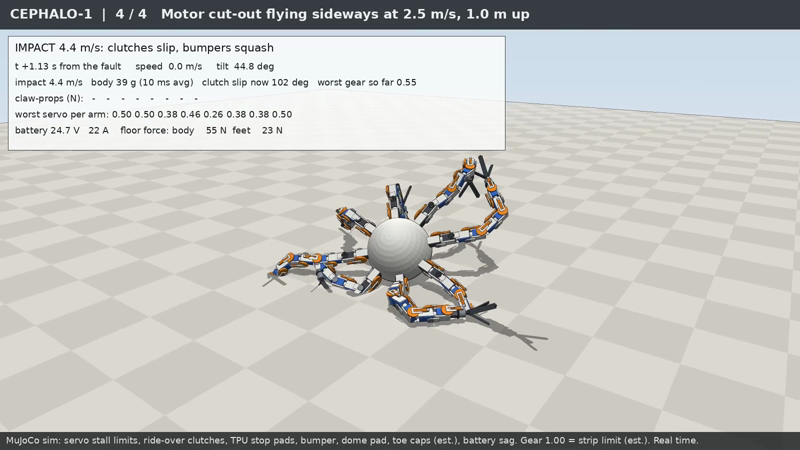 CEPHALO-1 | 4 / 4 Motor cut-out flying sideways at 2.5 m/s, 1.0 m up
IMPACT 4.4 m/s: clutches slip, bumpers squash
t +1.13 s from the fault speed 0.0 m/s tilt 44.8 deg
impact 4.4 m/s body 39 g (10 ms avg) clutch slip now 102 deg worst gear so far 0.55
claw-props (N): - - - - - - - -
worst servo per arm: 0.50 0.50 0.38 0.46 0.26 0.38 0.38 0.50
battery 24.7 V 22 A floor force: body 55 N feet 23 N
MuJoCo sim: servo stall limits, ride-over clutches, TPU stop pads, bumper, dome pad, toe caps (est.), battery sag. Gear 1.00 = strip limit (est.). Real time.